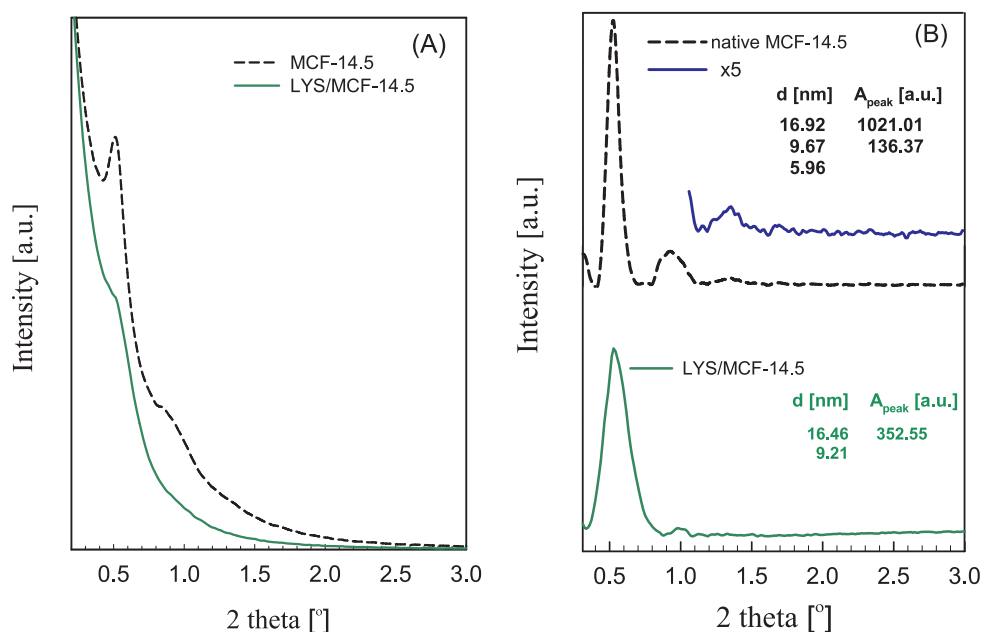 (A)
MCF-14.5
LYS/MCF-14.5
Intensity [a.u.]
0.5 1.0 1.5 2.0 2.5 3.0
2 theta [°]
(B)
native MCF-14.5
x5
d [nm] A peak [a.u.]
16.92 1021.01
9.67 136.37
5.96
Intensity [a.u.]
LYS/MCF-14.5
d [nm] A peak [a.u.]
16.46 352.55
9.21
0.5 1.0 1.5 2.0 2.5 3.0
2 theta [°]